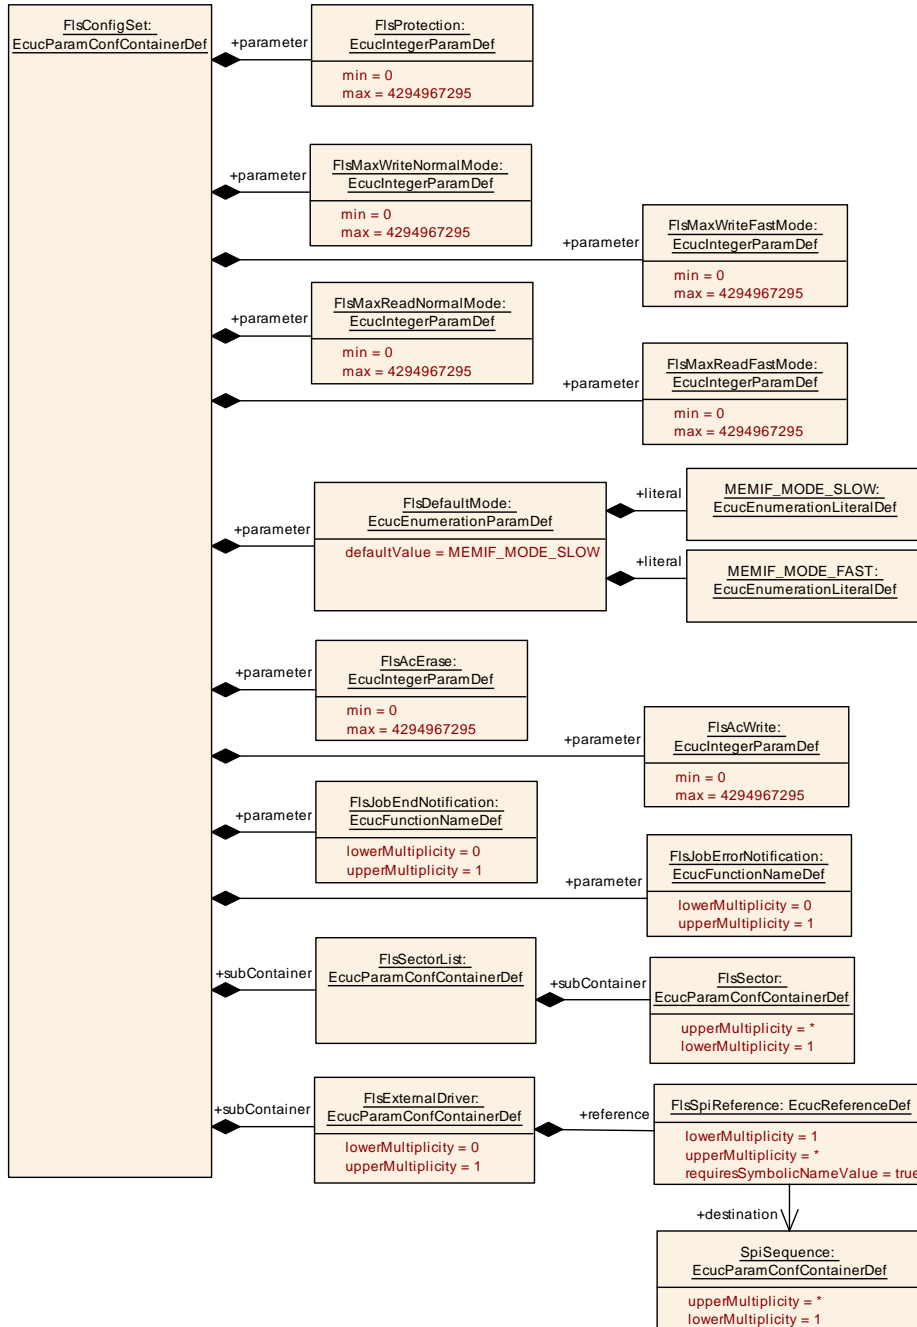 FlsConfigSet:
EcucParamConfContainerDef
+parameter
FlsProtection:
EcucIntegerParamDef
min = 0
max = 4294967295
+parameter
FlsMaxWriteNormalMode:
EcucIntegerParamDef
min = 0
max = 4294967295
+parameter
FlsMaxWriteFastMode:
EcucIntegerParamDef
min = 0
max = 4294967295
+parameter
FlsMaxReadNormalMode:
EcucIntegerParamDef
min = 0
max = 4294967295
+parameter
FlsMaxReadFastMode:
EcucIntegerParamDef
min = 0
max = 4294967295
+parameter
FlsDefaultMode:
EcucEnumerationParamDef
defaultValue = MEMIF_MODE_SLOW
+literal
MEMIF_MODE_SLOW:
EcucEnumerationLiteralDef
+literal
MEMIF_MODE_FAST:
EcucEnumerationLiteralDef
+parameter
FlsAcErase:
EcucIntegerParamDef
min = 0
max = 4294967295
+parameter
FlsAcWrite:
EcucIntegerParamDef
min = 0
max = 4294967295
+parameter
FlsJobEndNotification:
EcucFunctionNameDef
lowerMultiplicity = 0
upperMultiplicity = 1
+parameter
FlsJobErrorNotification:
EcucFunctionNameDef
lowerMultiplicity = 0
upperMultiplicity = 1
+subContainer
FlsSectorList:
EcucParamConfContainerDef
+subContainer
FlsSector:
EcucParamConfContainerDef
upperMultiplicity = *
lowerMultiplicity = 1
+subContainer
FlsExternalDriver:
EcucParamConfContainerDef
lowerMultiplicity = 0
upperMultiplicity = 1
+reference
FlsSpiReference: EcucReferenceDef
lowerMultiplicity = 1
upperMultiplicity = *
requiresSymbolicNameValue = true
+destination
SpiSequence:
EcucParamConfContainerDef
upperMultiplicity = *
lowerMultiplicity = 1